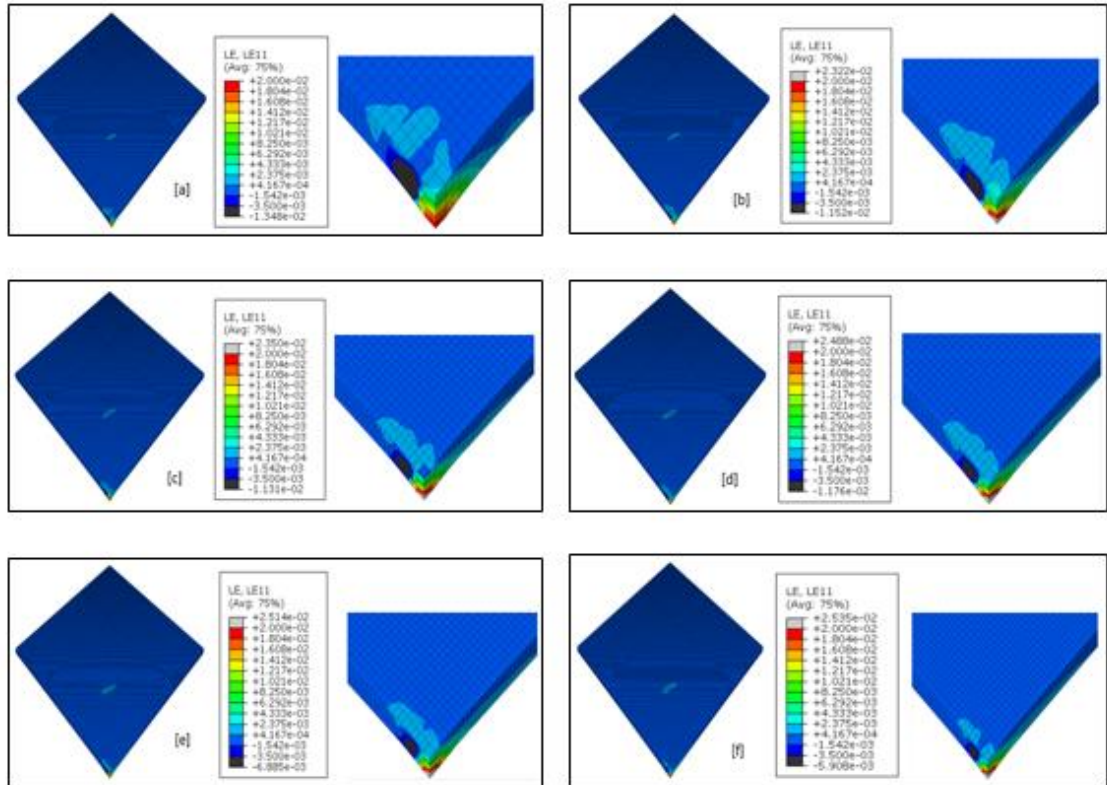 LE, LE11
(Avg: 75%)
+2.000e-02
+1.804e-02
+1.608e-02
+1.412e-02
+1.217e-02
+1.021e-02
+8.250e-03
+6.292e-03
+4.333e-03
+2.375e-03
+4.167e-04
-1.542e-03
-3.500e-03
-1.348e-02
[a]
LE, LE11
(Avg: 75%)
+2.322e-02
+2.000e-02
+1.804e-02
+1.608e-02
+1.412e-02
+1.217e-02
+1.021e-02
+8.250e-03
+6.292e-03
+4.333e-03
+2.375e-03
+4.167e-04
-1.542e-03
-3.500e-03
-1.152e-02
[b]
LE, LE11
(Avg: 75%)
+2.350e-02
+2.000e-02
+1.804e-02
+1.608e-02
+1.412e-02
+1.217e-02
+1.021e-02
+8.250e-03
+6.292e-03
+4.333e-03
+2.375e-03
+4.167e-04
-1.542e-03
-3.500e-03
-1.131e-02
[c]
LE, LE11
(Avg: 75%)
+2.488e-02
+2.000e-02
+1.804e-02
+1.608e-02
+1.412e-02
+1.217e-02
+1.021e-02
+8.250e-03
+6.292e-03
+4.333e-03
+2.375e-03
+4.167e-04
-1.542e-03
-3.500e-03
-1.176e-02
[d]
LE, LE11
(Avg: 75%)
+2.514e-02
+2.000e-02
+1.804e-02
+1.608e-02
+1.412e-02
+1.217e-02
+1.021e-02
+8.250e-03
+6.292e-03
+4.333e-03
+2.375e-03
+4.167e-04
-1.542e-03
-3.500e-03
-6.885e-03
[e]
LE, LE11
(Avg: 75%)
+2.535e-02
+2.000e-02
+1.804e-02
+1.608e-02
+1.412e-02
+1.217e-02
+1.021e-02
+8.250e-03
+6.292e-03
+4.333e-03
+2.375e-03
+4.167e-04
-1.542e-03
-3.500e-03
-5.908e-03
[f]